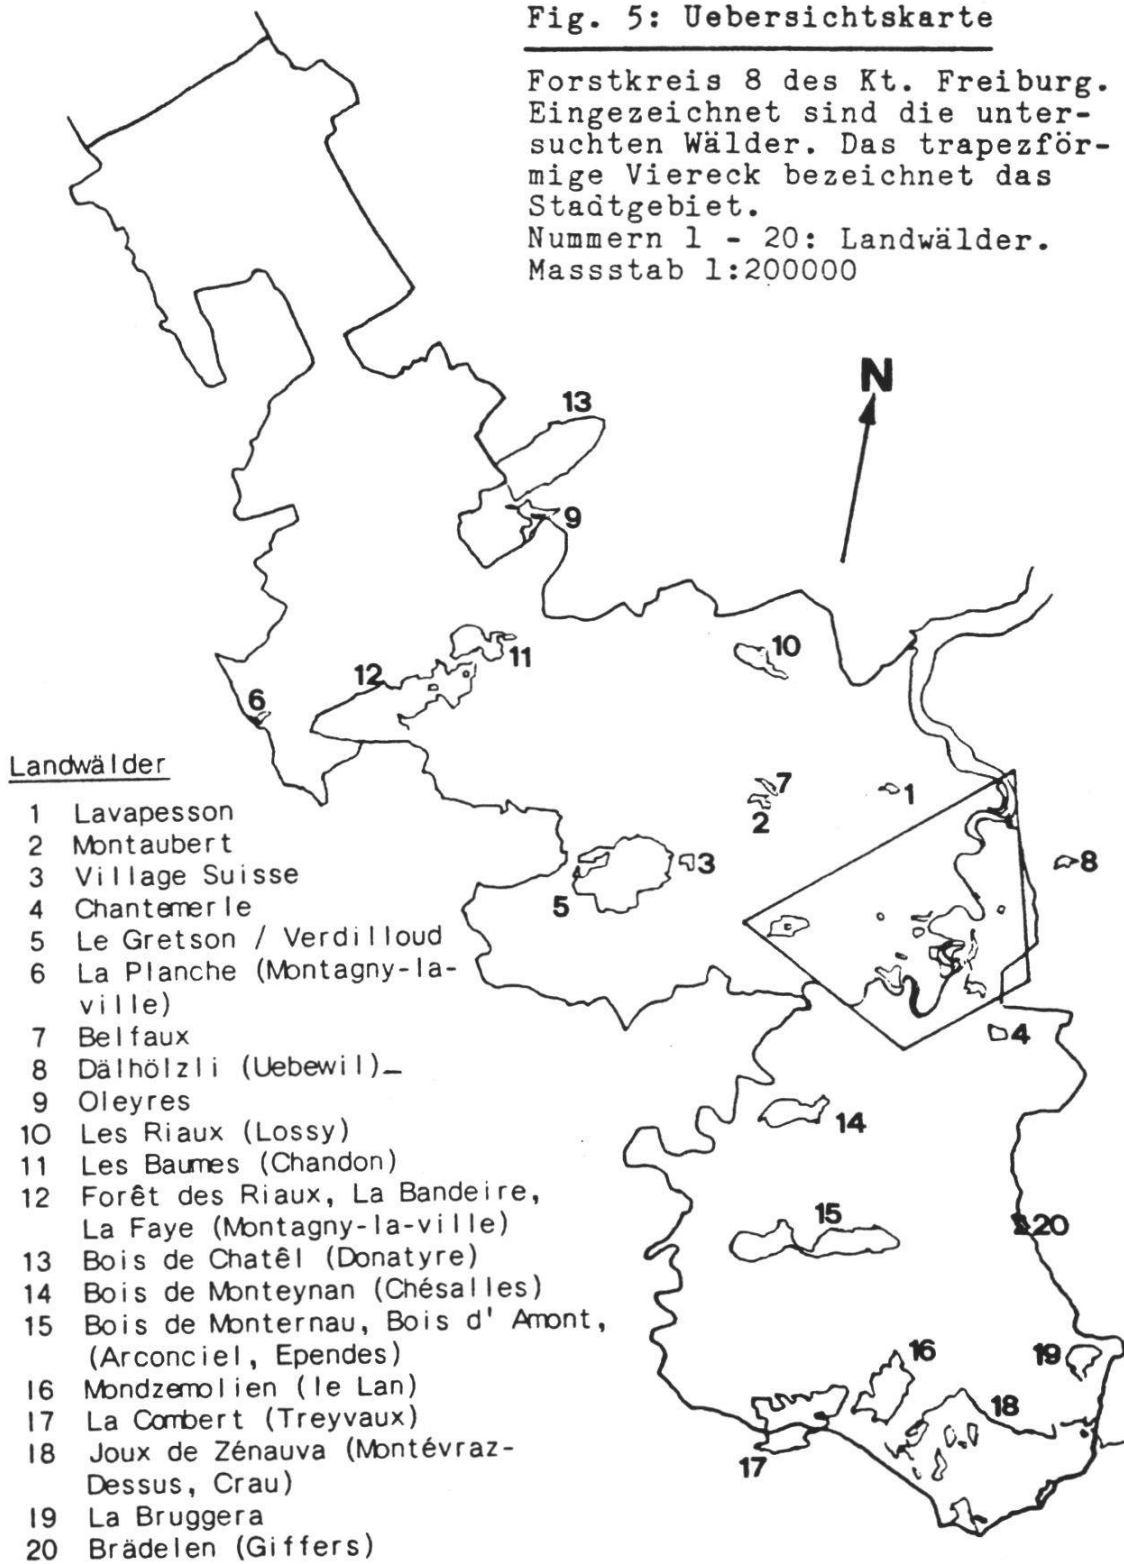 Fig. 5: Uebersichtskarte
Forstkreis 8 des Kt. Freiburg.
Eingezeichnet sind die unter-
suchten Wälder. Das trapezför-
mige Viereck bezeichnet das
Stadtgebiet.
Nummern 1 - 20: Landwälder.
Massstab 1:200000
N
13
9
10
11
12
6
7
1
2
3
8
5
4
14
15
20
16
19
18
17
Landwälder
1 Lavapesson
2 Montaubert
3 Village Suisse
4 Chantemerle
5 Le Gretson / Verdilloud
6 La Planche (Montagny-la-
ville)
7 Belfaux
8 Dälhölzli (Uebewil)
9 Oleyres
10 Les Riaux (Lossy)
11 Les Baumes (Chandon)
12 Forêt des Riaux, La Bandeire,
La Faye (Montagny-la-ville)
13 Bois de Chatêl (Donatyre)
14 Bois de Monteynan (Chésalles)
15 Bois de Monternau, Bois d' Amont,
(Arconciel, Ependes)
16 Mondzemolien (le Lan)
17 La Combert (Treyvaux)
18 Joux de Zénauva (Montévraz-
Dessus, Crau)
19 La Bruggera
20 Brädelen (Giffers)